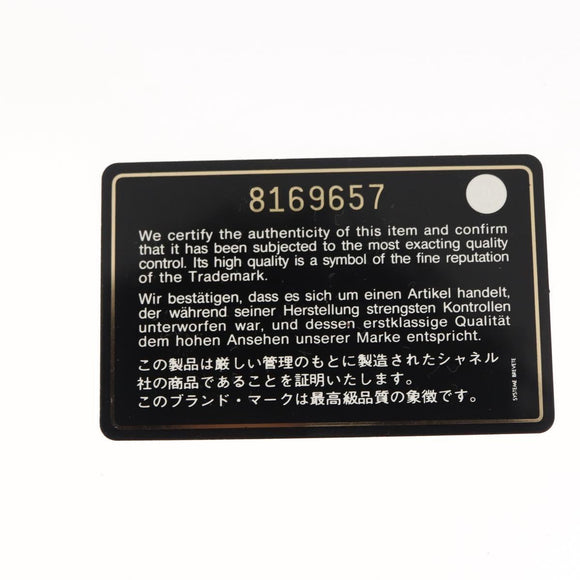 8169657
We certify the authenticity of this item and confirm
that it has been subjected to the most exacting quality
control. Its high quality is a symbol of the fine reputation
of the Trademark.
Wir bestätigen, dass es sich um einen Artikel handelt,
der während seiner Herstellung strengsten Kontrollen
unterworfen war, und dessen erstklassige Qualität
dem hohen Ansehen unserer Marke entspricht.
この製品は厳しい管理のもとに製造されたシャネル
社の商品であることを証明いたします。
このブランド・マークは最高級品質の象徴です。
SYSTEME BREVETE